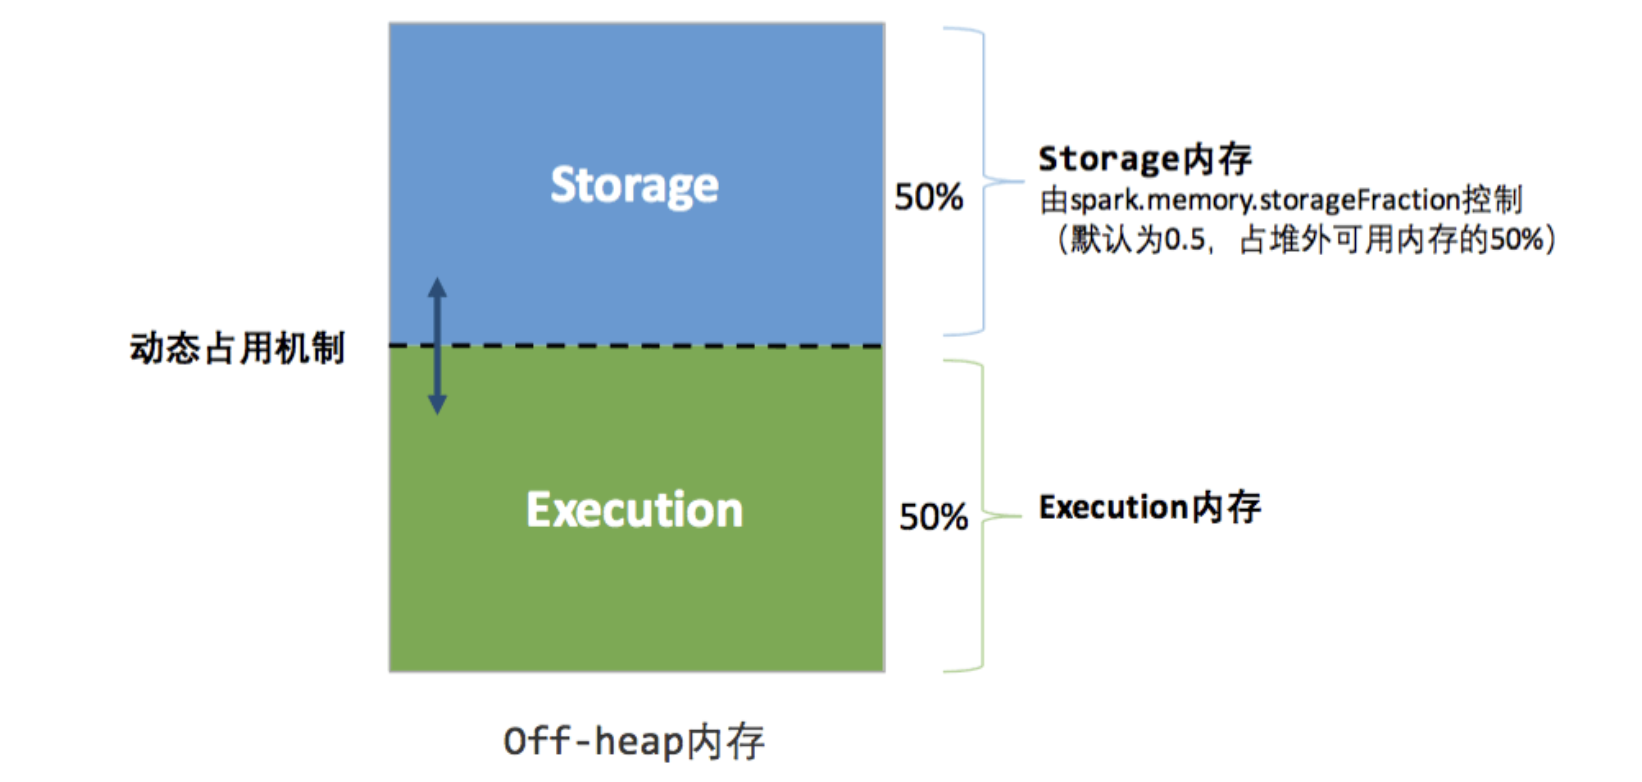 Storage
50%
Storage内存
由spark.memory.storageFraction控制
（默认为0.5，占堆外可用内存的50%）
动态占用机制
Execution
50%
Execution内存
Off-heap内存